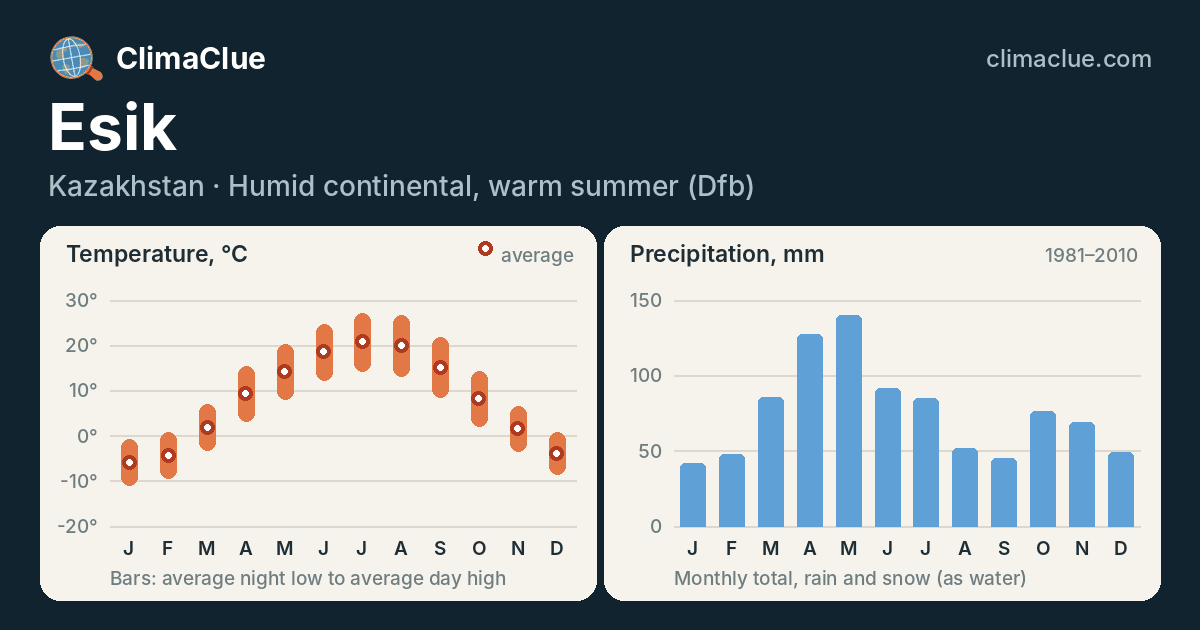 ClimaClue
climaclue.com
Esik
Kazakhstan · Humid continental, warm summer (Dfb)
Temperature, °C
average
30°
20°
10°
0°
-10°
-20°
J F M A M J J A S O N D
Bars: average night low to average day high
Precipitation, mm
1981–2010
150
100
50
0
J F M A M J J A S O N D
Monthly total, rain and snow (as water)